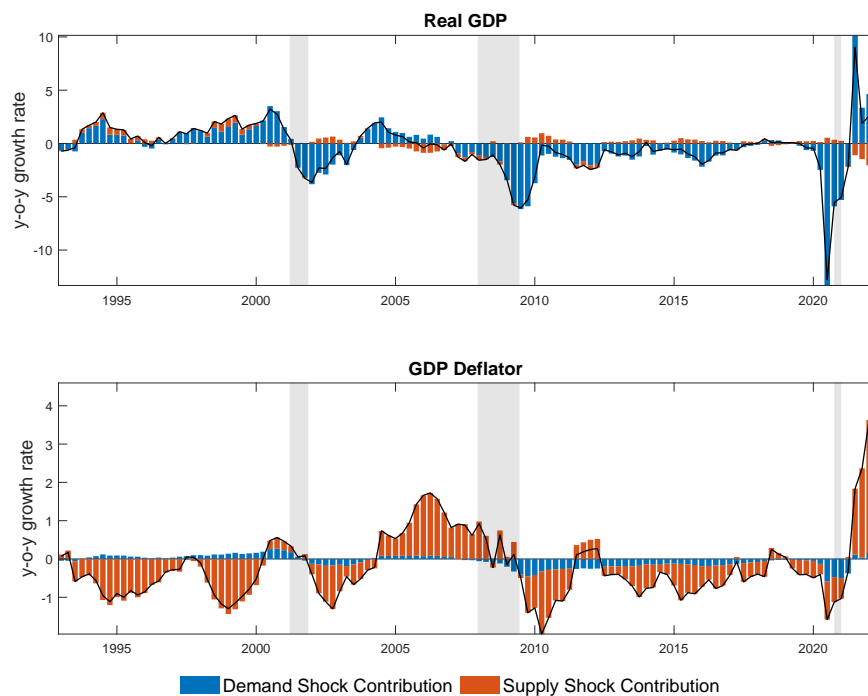 Real GDP
10
5
0
-5
-10
y-o-y growth rate
1995 2000 2005 2010 2015 2020
GDP Deflator
4
3
2
1
0
-1
y-o-y growth rate
1995 2000 2005 2010 2015 2020
Demand Shock Contribution Supply Shock Contribution